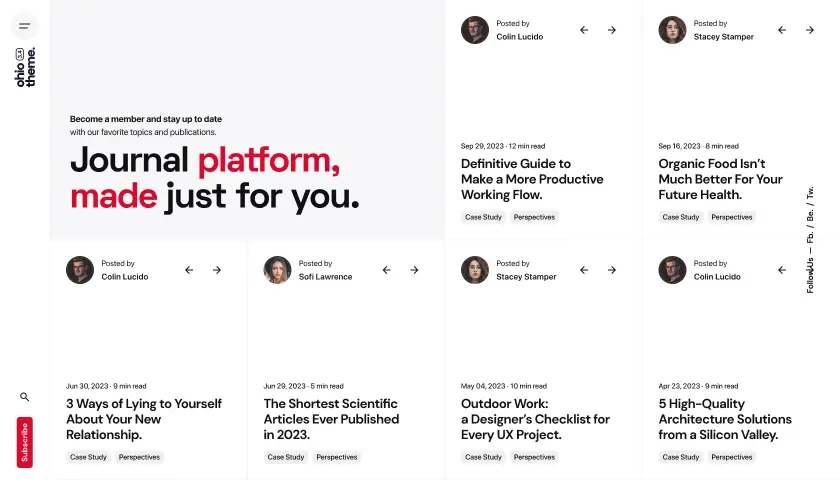 ohio 3.4
theme.
Become a member and stay up to date
with our favorite topics and publications.
Journal platform,
made just for you.
Posted by
Colin Lucido
Sep 29, 2023 · 12 min read
Definitive Guide to
Make a More Productive
Working Flow.
Case Study Perspectives
Posted by
Stacey Stamper
Sep 16, 2023 · 8 min read
Organic Food Isn't
Much Better For Your
Future Health.
Case Study Perspectives
Follow Us — Fb. / Be. / Tw.
Posted by
Colin Lucido
Jun 30, 2023 · 9 min read
3 Ways of Lying to Yourself
About Your New
Relationship.
Case Study Perspectives
Posted by
Sofi Lawrence
Jun 29, 2023 · 5 min read
The Shortest Scientific
Articles Ever Published
in 2023.
Case Study Perspectives
Posted by
Stacey Stamper
May 04, 2023 · 10 min read
Outdoor Work:
a Designer's Checklist for
Every UX Project.
Case Study Perspectives
Posted by
Colin Lucido
Apr 23, 2023 · 9 min read
5 High-Quality
Architecture Solutions
from a Silicon Valley.
Case Study Perspectives
Subscribe